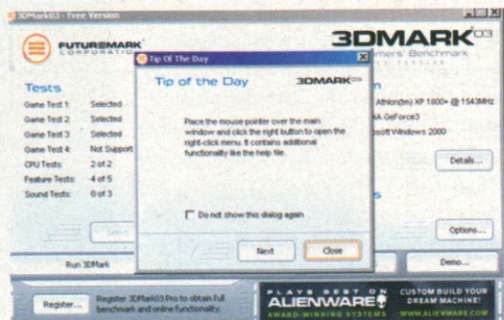 3DMark03 - Free Version
FUTUREMARK
CORPORATION
3DMARK03
Gamers' Benchmark
Tests
Game Test 1: Selected
Game Test 2: Selected
Game Test 3: Selected
Game Test 4: Not Support
CPU Tests: 2 of 2
Feature Tests: 4 of 5
Sound Tests: 0 of 3
Select
Run 3DMark
Tip Of The Day
Tip of the Day
3DMARK03
Place the mouse pointer over the main
window and click the right button to open the
right-click menu. It contains additional
functionality like the help file.
Do not show this dialog again
Next
Close
Athlon(tm) XP 1800+ @ 1543MHz
GeForce3
Windows 2000
Details...
Options...
Demo...
Register...
Register 3DMark03 Pro to obtain full
benchmark and online functionality.
PLAYS BEST ON
ALIENWARE
AWARD-WINNING SYSTEMS
CUSTOM BUILD YOUR
DREAM MACHINE!
WWW.ALIENWARE.COM